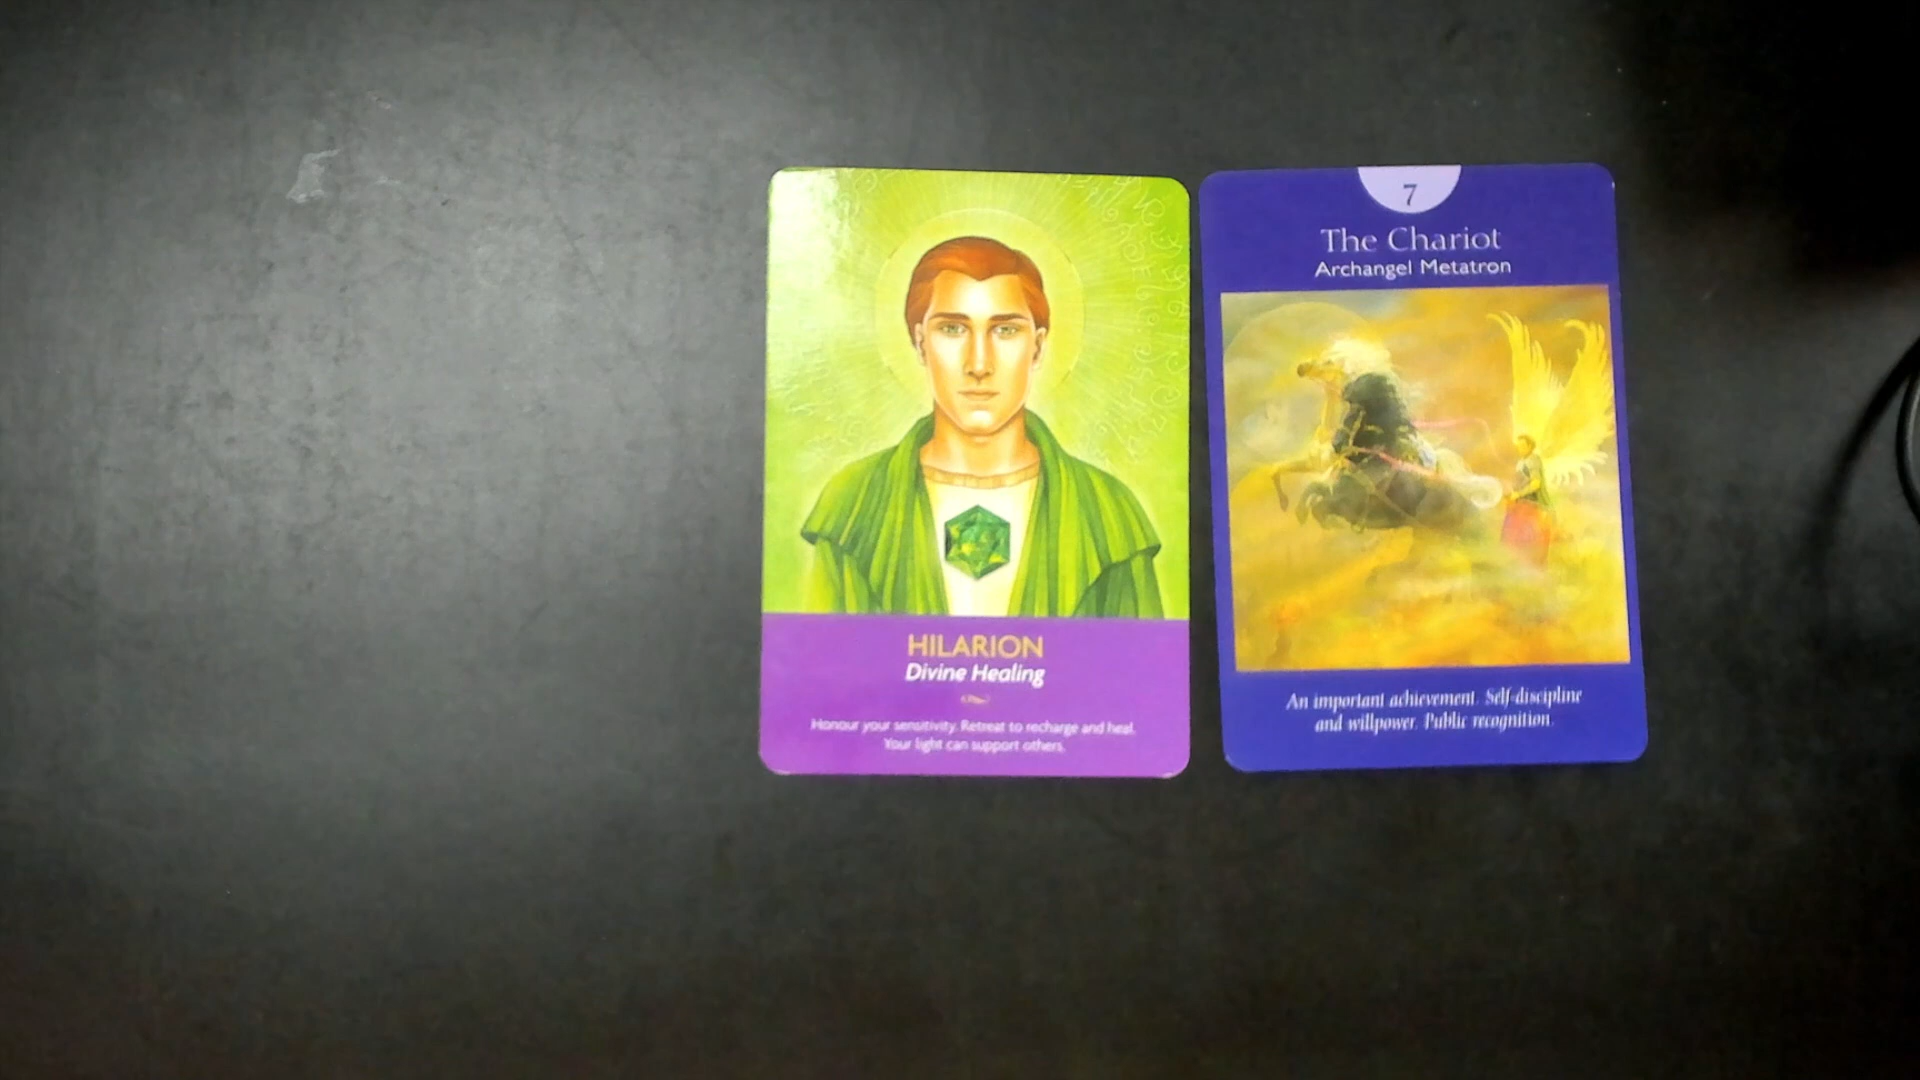 HILARION
Divine Healing
Honour your sensitivity. Retreat to recharge and heal.
Your light can support others.
7
The Chariot
Archangel Metatron
An important achievement. Self-discipline
and willpower. Public recognition.